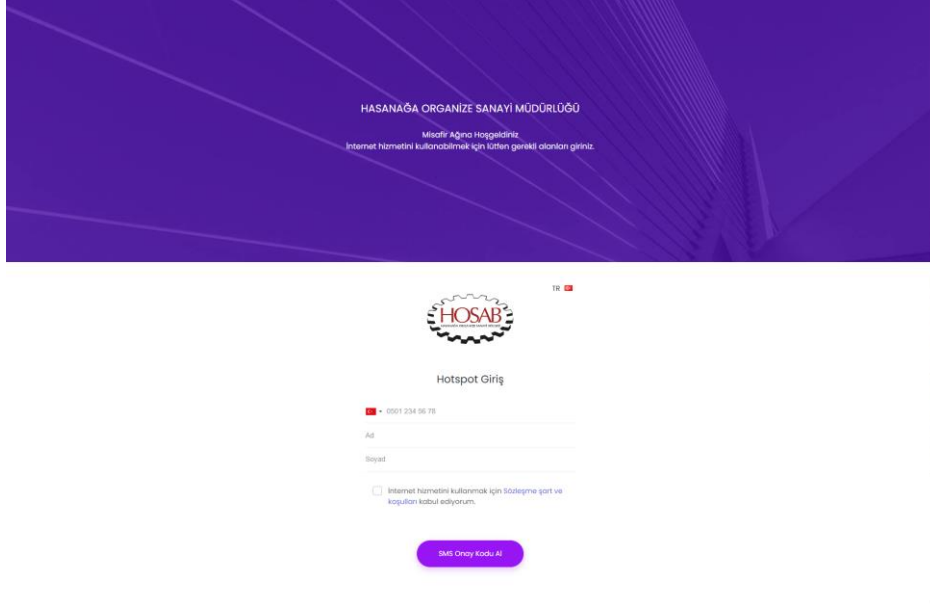 HASANAĞA ORGANİZE SANAYİ MÜDÜRLÜĞÜ
Misafir Ağına Hoşgeldiniz
İnternet hizmetini kullanabilmek için lütfen gerekli alanları giriniz.
TR
HOSAB
Hotspot Giriş
0501 234 56 78
Ad
Soyad
İnternet hizmetini kullanmak için Sözleşme şart ve
koşulları kabul ediyorum.
SMS Onay Kodu Al